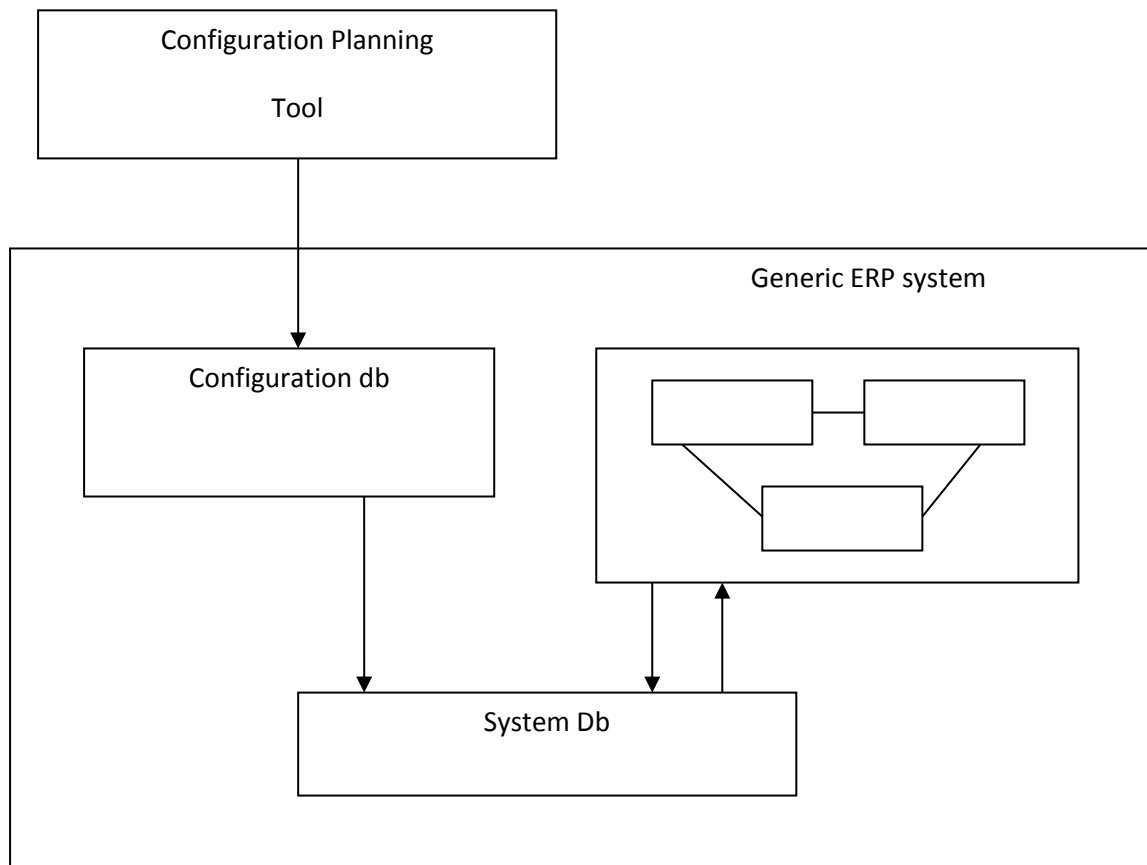 Configuration Planning
Tool
Generic ERP system
Configuration db
System Db